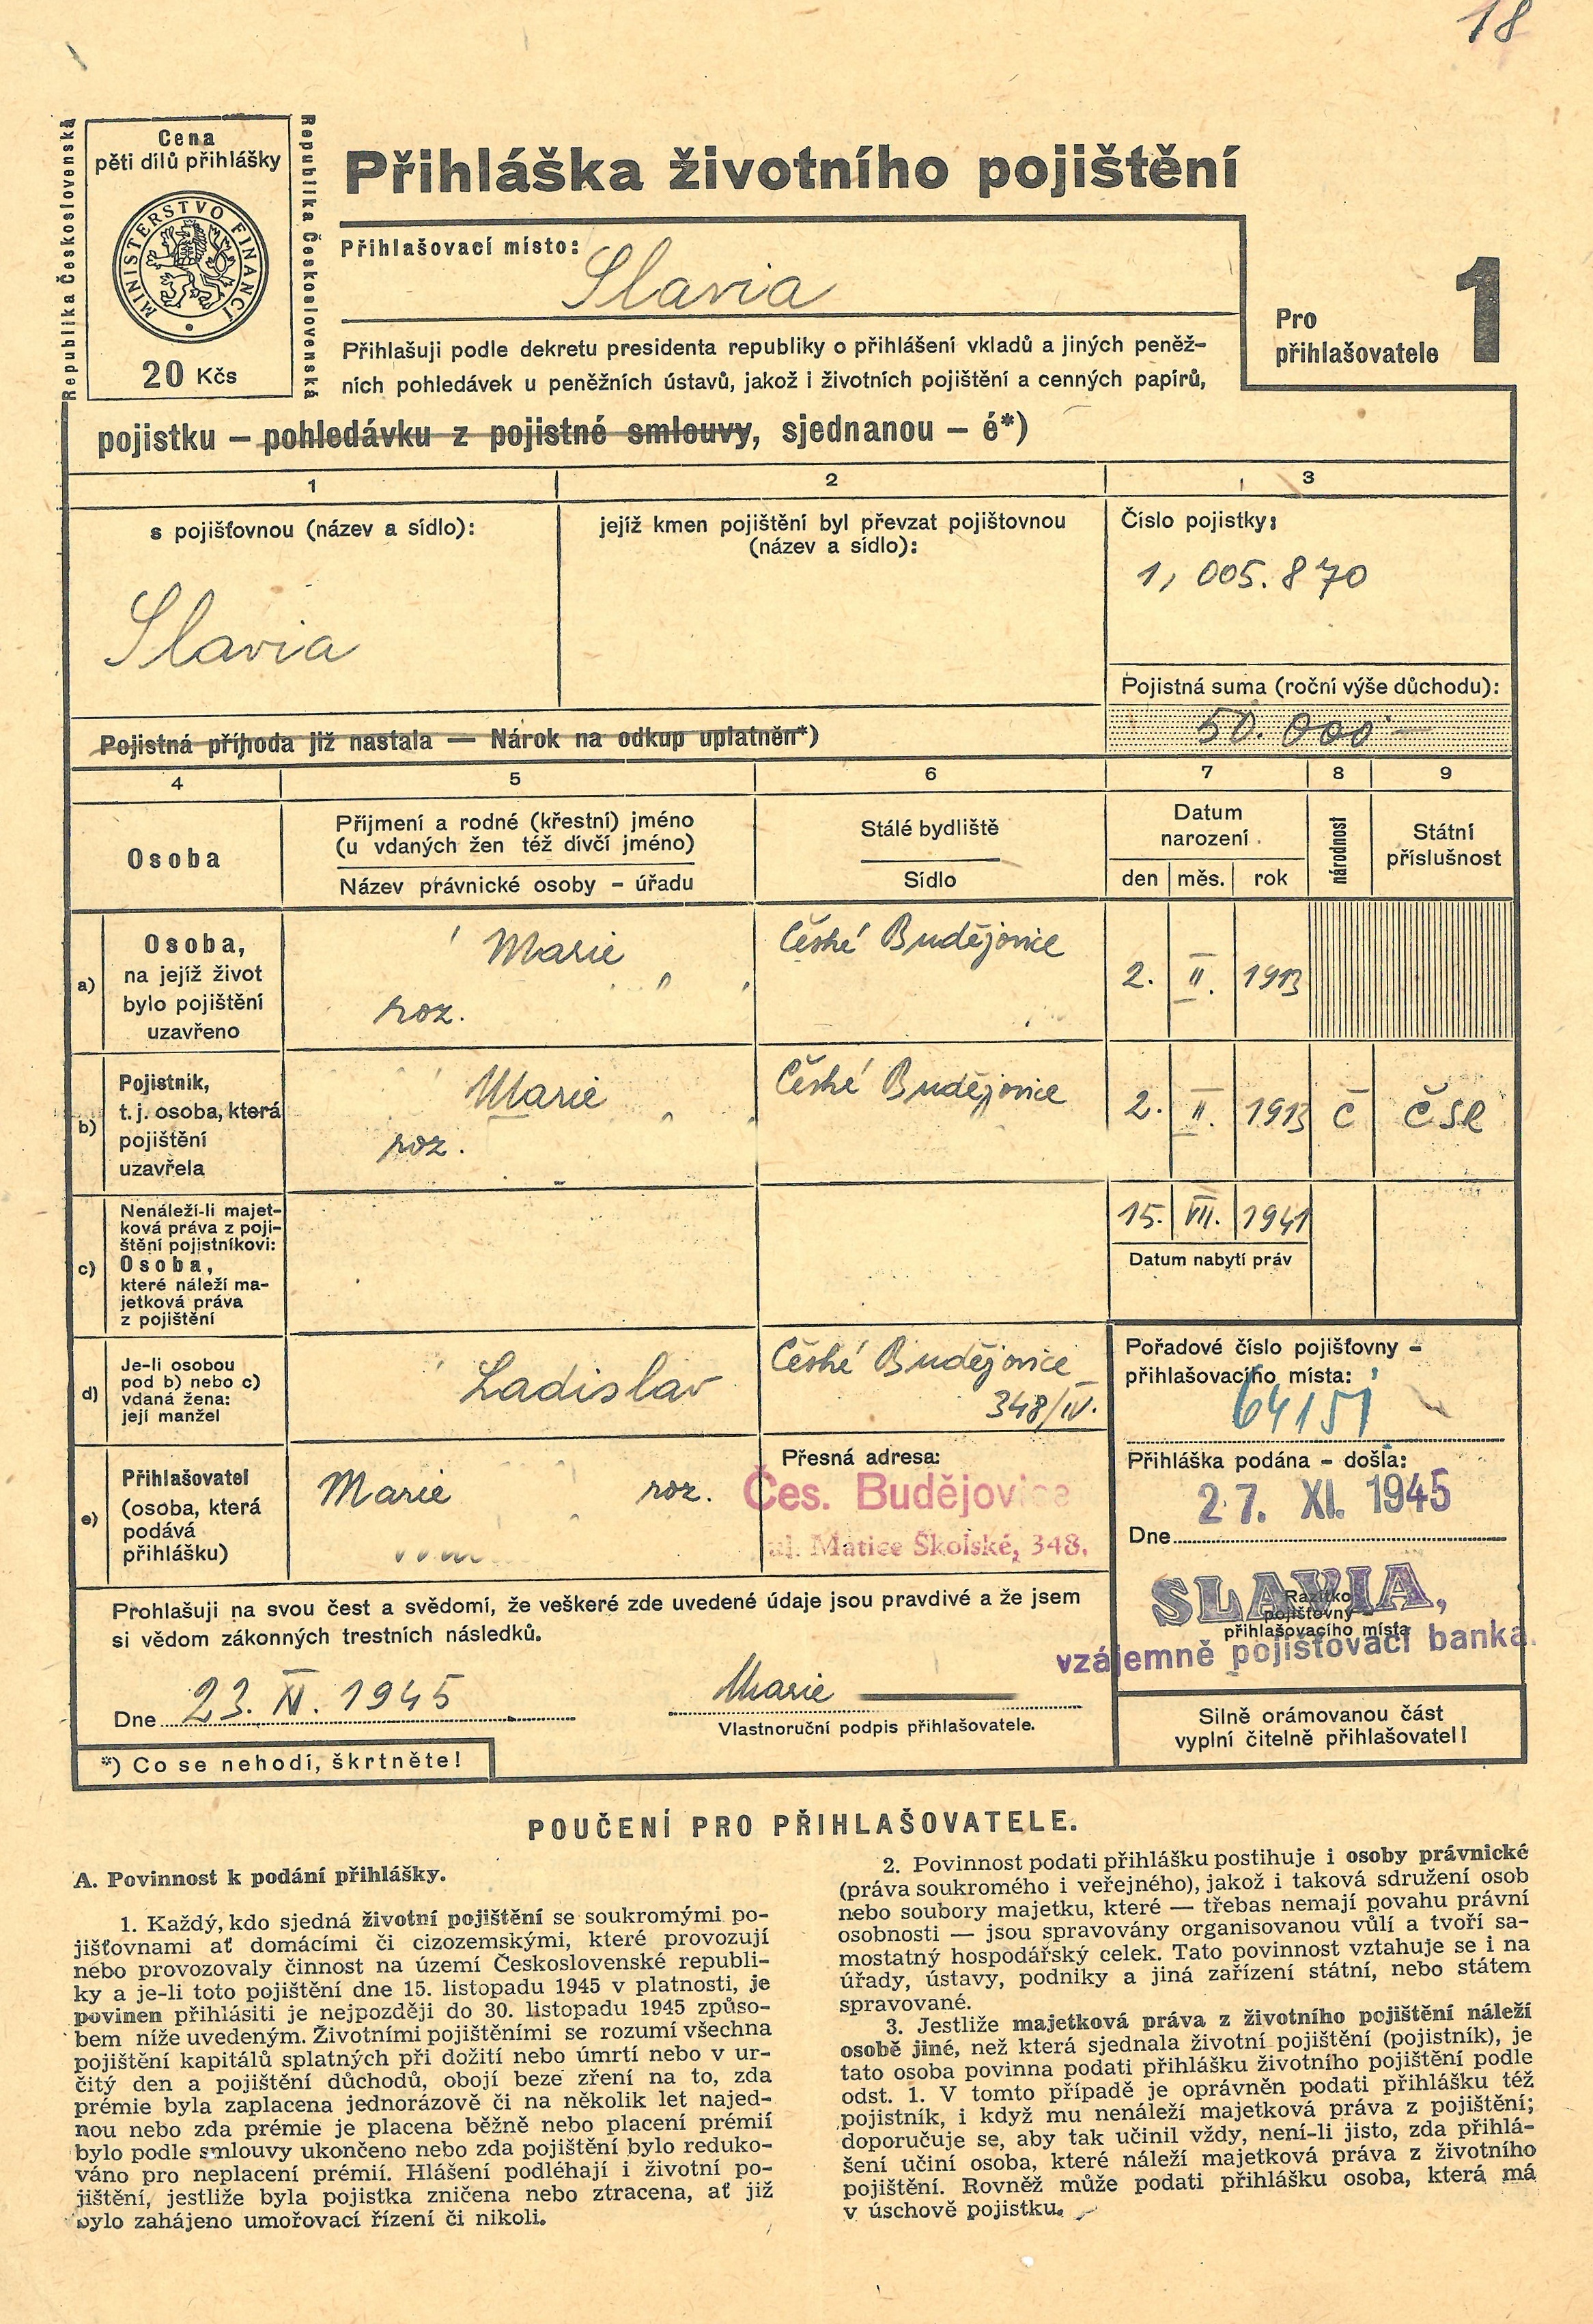 18
Republika Československá
Cena
pěti dílů přihlášky
MINISTERSTVO FINANCÍ
20 Kčs
Republika Československá
Přihláška životního pojištění
Přihlašovací místo:
Slavia
Pro
přihlašovatele
1
Přihlašuji podle dekretu presidenta republiky o přihlášení vkladů a jiných peněž-
ních pohledávek u peněžních ústavů, jakož i životních pojištění a cenných papírů,
pojistku – pohledávku z pojistné smlouvy, sjednanou – é*)
1
2
3
s pojišťovnou (název a sídlo):
Slavia
jejíž kmen pojištění byl převzat pojišťovnou
(název a sídlo):
Číslo pojistky:
1, 005.870
Pojistná suma (roční výše důchodu):
50.000 –
Pojistná příhoda již nastala — Nárok na odkup uplatněn*)
4
5
6
7
8
9
Osoba
Příjmení a rodné (křestní) jméno
(u vdaných žen též dívčí jméno)
Název právnické osoby – úřadu
Stálé bydliště
Sídlo
Datum
narození
den měs. rok
národnost
Státní
příslušnost
a)
Osoba,
na jejíž život
bylo pojištění
uzavřeno
Marie
roz.
České Budějovice
2. II. 1913
b)
Pojistník,
t. j. osoba, která
pojištění
uzavřela
Marie
roz.
České Budějovice
2. II. 1913 Č ČSR
c)
Nenáleží-li majet-
ková práva z poji-
štění pojistníkovi:
Osoba,
které náleží ma-
jetková práva
z pojištění
15. VII. 1941
Datum nabytí práv
d)
Je-li osobou
pod b) nebo c)
vdaná žena:
její manžel
Ladislav
České Budějovice
348/IV.
Pořadové číslo pojišťovny –
přihlašovacího místa:
e)
Přihlašovatel
(osoba, která
podává
přihlášku)
Marie roz.
Přesná adresa:
Čes. Budějovice
ul. Matice Školské, 348.
Přihláška podána – došla:
27. XI. 1945
Dne
SLAVIA,
Razítko
pojišťovny –
přihlašovacího místa
vzájemně pojišťovací banka.
Prohlašuji na svou čest a svědomí, že veškeré zde uvedené údaje jsou pravdivé a že jsem
si vědom zákonných trestních následků.
Dne 23. XI. 1945
Marie
Vlastnoruční podpis přihlašovatele.
Silně orámovanou část
vyplní čitelně přihlašovatel!
*) Co se nehodí, škrtněte!
POUČENÍ PRO PŘIHLAŠOVATELE.
A. Povinnost k podání přihlášky.
1. Každý, kdo sjedná životní pojištění se soukromými po-
jišťovnami ať domácími či cizozemskými, které provozují
nebo provozovaly činnost na území Československé republi-
ky a je-li toto pojištění dne 15. listopadu 1945 v platnosti, je
povinen přihlásiti je nejpozději do 30. listopadu 1945 způso-
bem níže uvedeným. Životními pojištěními se rozumí všechna
pojištění kapitálů splatných při dožití nebo úmrtí nebo v ur-
čitý den a pojištění důchodů, obojí beze zření na to, zda
prémie byla zaplacena jednorázově či na několik let najed-
nou nebo zda prémie je placena běžně nebo placení prémií
bylo podle smlouvy ukončeno nebo zda pojištění bylo reduko-
váno pro neplacení prémií. Hlášení podléhají i životní po-
jištění, jestliže byla pojistka zničena nebo ztracena, ať již
bylo zahájeno umořovací řízení či nikoli.
2. Povinnost podati přihlášku postihuje i osoby právnické
(práva soukromého i veřejného), jakož i taková sdružení osob
nebo soubory majetku, které — třebas nemají povahu právní
osobnosti — jsou spravovány organisovanou vůlí a tvoří sa-
mostatný hospodářský celek. Tato povinnost vztahuje se i na
úřady, ústavy, podniky a jiná zařízení státní, nebo státem
spravované.
3. Jestliže majetková práva z životního pojištění náleží
osobě jiné, než která sjednala životní pojištění (pojistník), je
tato osoba povinna podati přihlášku životního pojištění podle
odst. 1. V tomto případě je oprávněn podati přihlášku též
pojistník, i když mu nenáleží majetková práva z pojištění;
doporučuje se, aby tak učinil vždy, není-li jisto, zda přihlá-
šení učiní osoba, které náleží majetková práva z životního
pojištění. Rovněž může podati přihlášku osoba, která má
v úschově pojistku.